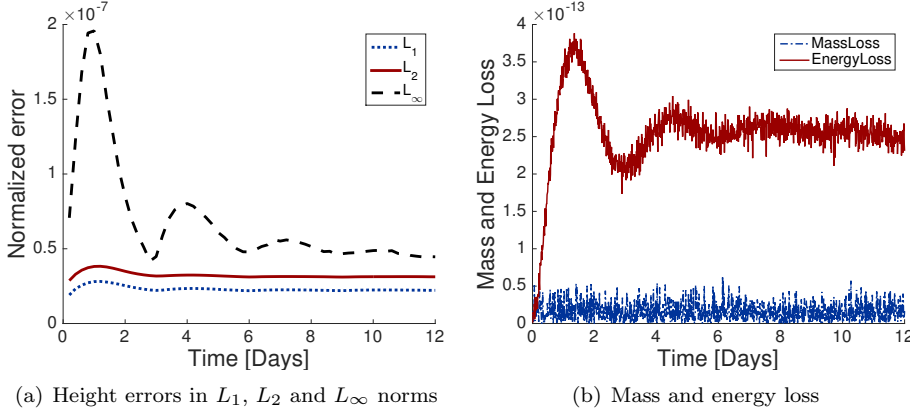 ×10⁻⁷
2
1.5
1
0.5
0
Normalized error
L₁
L₂
L∞
0 2 4 6 8 10 12
Time [Days]
(a) Height errors in L₁, L₂ and L∞ norms
×10⁻¹³
4
3.5
3
2.5
2
1.5
1
0.5
0
Mass and Energy Loss
MassLoss
EnergyLoss
0 2 4 6 8 10 12
Time [Days]
(b) Mass and energy loss